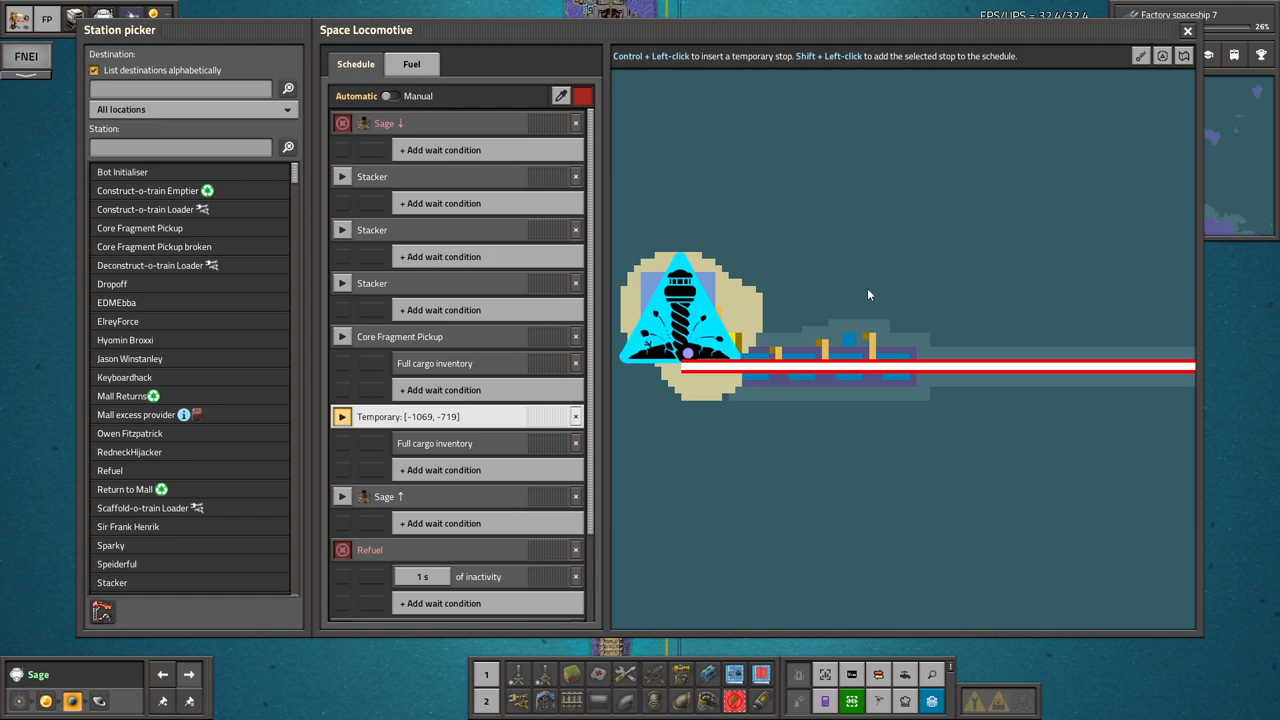 FP
FNEI
FPS/UPS = 32.4/32.4
Factory spaceship 7
26%
Station picker
Destination:
List destinations alphabetically
All locations
Station:
Bot Initialiser
Construct-o-train Emptier
Construct-o-train Loader
Core Fragment Pickup
Core Fragment Pickup broken
Deconstruct-o-train Loader
Dropoff
EDMEbba
ElreyForce
Hyomin Broxxi
Jason Winstanley
Keyboardhack
Mall Returns
Mall excess provider
Owen Fitzpatrick
RedneckHijacker
Refuel
Return to Mall
Scaffold-o-train Loader
Sir Frank Henrik
Sparky
Speiderful
Stacker
Space Locomotive
Schedule
Fuel
Automatic
Manual
Sage ↓
+ Add wait condition
Stacker
+ Add wait condition
Stacker
+ Add wait condition
Stacker
+ Add wait condition
Core Fragment Pickup
Full cargo inventory
+ Add wait condition
Temporary: [-1069, -719]
Full cargo inventory
+ Add wait condition
Sage ↑
+ Add wait condition
Refuel
1 s
of inactivity
+ Add wait condition
Control + Left-click to insert a temporary stop. Shift + Left-click to add the selected stop to the schedule.
Sage
1
2